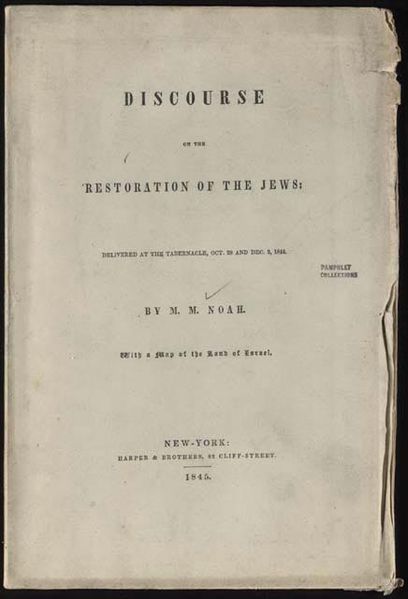 DISCOURSE
ON THE
RESTORATION OF THE JEWS:
DELIVERED AT THE TABERNACLE, OCT. 28 AND DEC. 2, 1844.
PAMPHLET
COLLECTIONS
BY M. M. NOAH.
With a Map of the Land of Israel.
NEW-YORK:
HARPER & BROTHERS, 82 CLIFF-STREET.
1845.